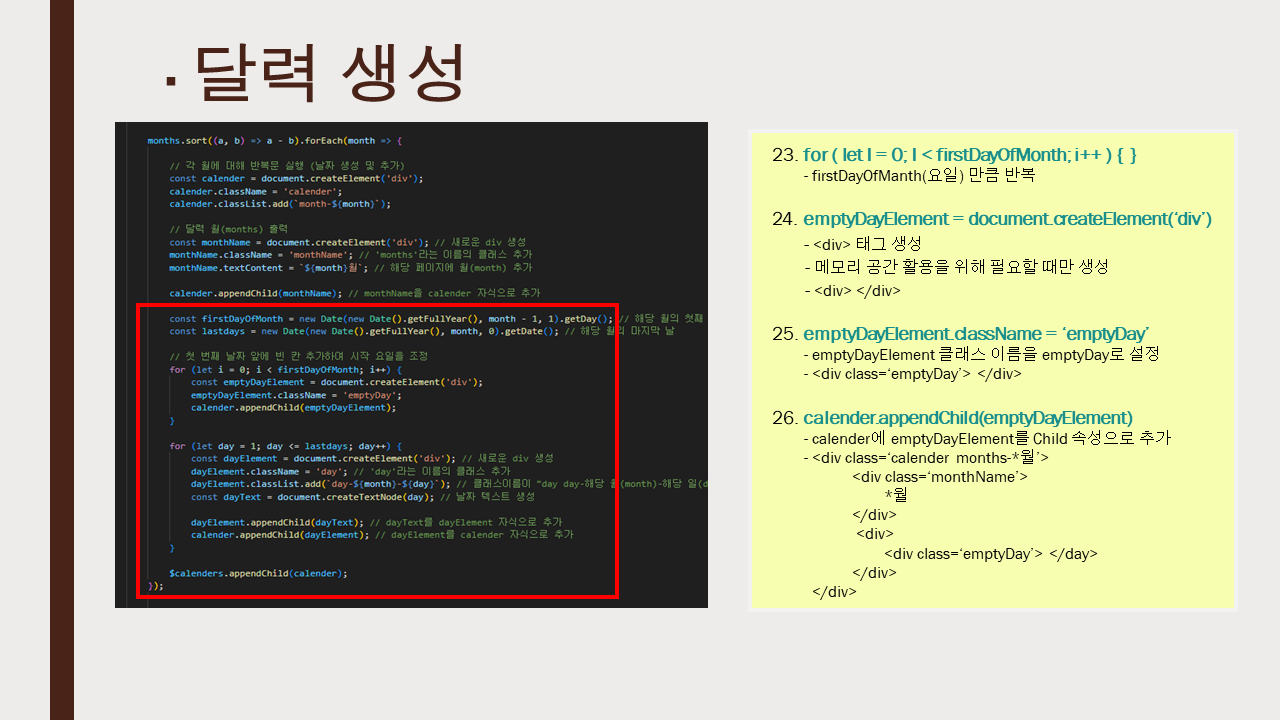 ▪ 달력 생성
months.sort((a, b) => a - b).forEach(month => {
// 각 월에 대해 반복문 실행 (날짜 생성 및 추가)
const calender = document.createElement('div');
calender.className = 'calender';
calender.classList.add(`month-${month}`);
// 달력 월(months) 출력
const monthName = document.createElement('div'); // 새로운 div 생성
monthName.className = 'monthName'; // 'months'라는 이름의 클래스 추가
monthName.textContent = `${month}월`; // 해당 페이지에 월(month) 추가
calender.appendChild(monthName); // monthName을 calender 자식으로 추가
const firstDayOfMonth = new Date(new Date().getFullYear(), month - 1, 1).getDay(); // 해당 월의 첫째
const lastdays = new Date(new Date().getFullYear(), month, 0).getDate(); // 해당 월의 마지막 날
// 첫 번째 날짜 앞에 빈 칸 추가하여 시작 요일을 조정
for (let i = 0; i < firstDayOfMonth; i++) {
const emptyDayElement = document.createElement('div');
emptyDayElement.className = 'emptyDay';
calender.appendChild(emptyDayElement);
}
for (let day = 1; day <= lastdays; day++) {
const dayElement = document.createElement('div'); // 새로운 div 생성
dayElement.className = 'day'; // 'day'라는 이름의 클래스 추가
dayElement.classList.add(`day-${month}-${day}`); // 클래스이름이 "day day-해당 월(month)-해당 일(d
const dayText = document.createTextNode(day); // 날짜 텍스트 생성
dayElement.appendChild(dayText); // dayText를 dayElement 자식으로 추가
calender.appendChild(dayElement); // dayElement를 calender 자식으로 추가
}
$calenders.appendChild(calender);
});
23. for ( let I = 0; I < firstDayOfMonth; i++ ) { }
- firstDayOfManth(요일) 만큼 반복
24. emptyDayElement = document.createElement(‘div’)
- <div> 태그 생성
- 메모리 공간 활용을 위해 필요할 때만 생성
- <div> </div>
25. emptyDayElement.className = ‘emptyDay’
- emptyDayElement 클래스 이름을 emptyDay로 설정
- <div class=‘emptyDay’> </div>
26. calender.appendChild(emptyDayElement)
- calender에 emptyDayElement를 Child 속성으로 추가
- <div class=‘calender months-*월’>
<div class=‘monthName’>
*월
</div>
<div>
<div class=‘emptyDay’> </day>
</div>
</div>